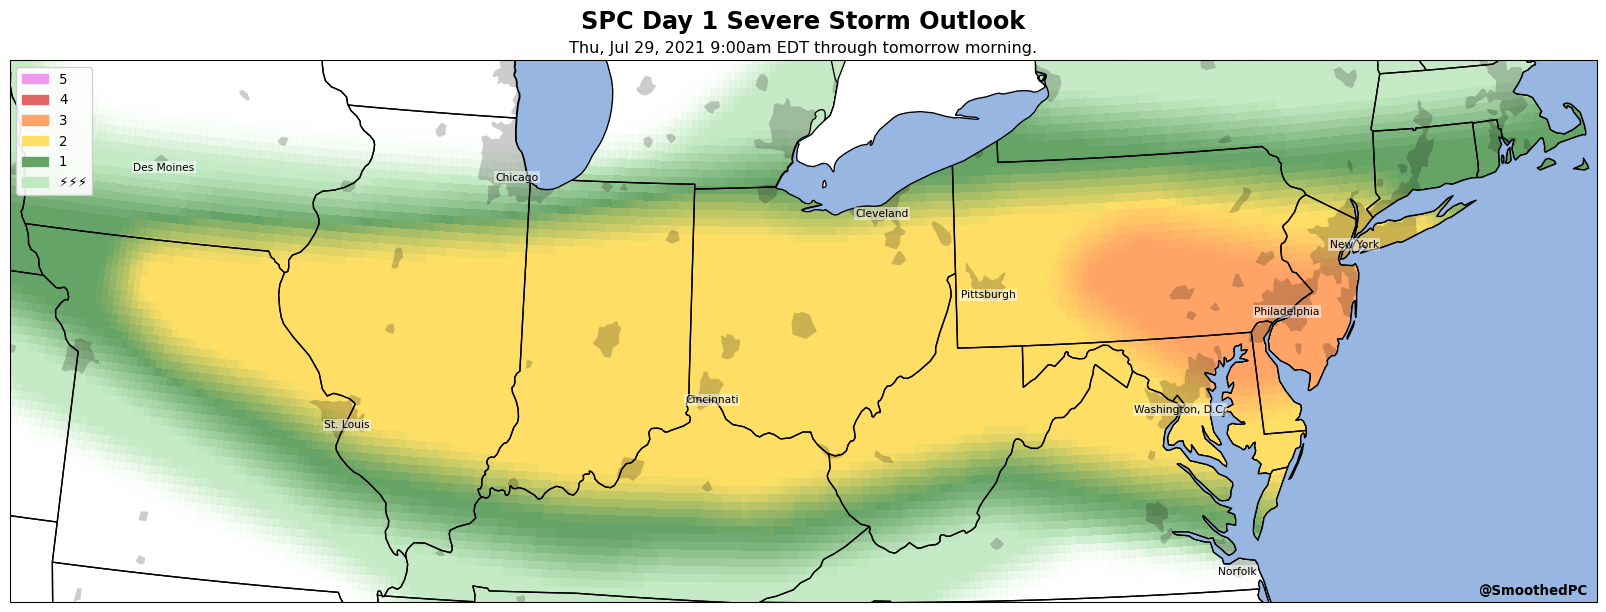 SPC Day 1 Severe Storm Outlook
Thu, Jul 29, 2021 9:00am EDT through tomorrow morning.
5
4
3
2
1
⚡⚡⚡
Des Moines
Chicago
Cleveland
New York
Pittsburgh
Philadelphia
Cincinnati
Washington, D.C.
St. Louis
Norfolk
@SmoothedPC